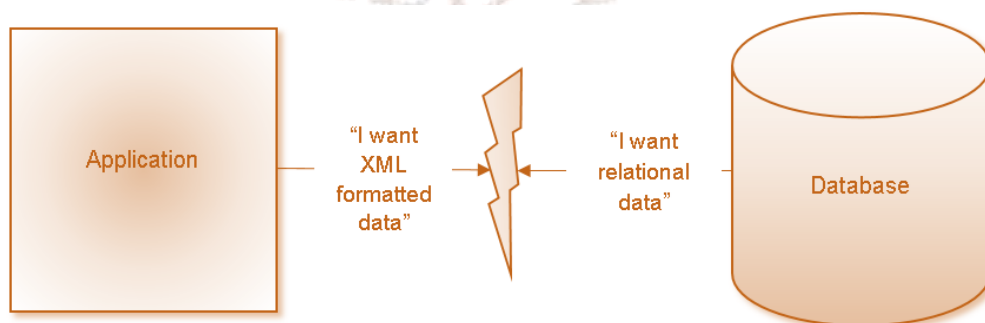 Application
“I want
XML
formatted
data”
“I want
relational
data”
Database